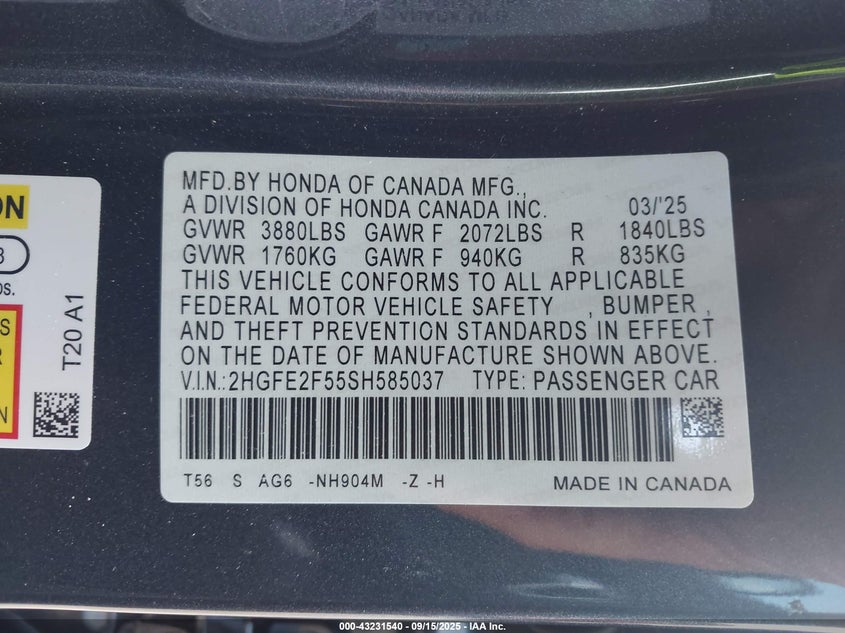 MFD.BY HONDA OF CANADA MFG.,
A DIVISION OF HONDA CANADA INC. 03/'25
GVWR 3880LBS GAWR F 2072LBS R 1840LBS
GVWR 1760KG GAWR F 940KG R 835KG
THIS VEHICLE CONFORMS TO ALL APPLICABLE
FEDERAL MOTOR VEHICLE SAFETY , BUMPER ,
AND THEFT PREVENTION STANDARDS IN EFFECT
ON THE DATE OF MANUFACTURE SHOWN ABOVE.
V.I.N.:2HGFE2F55SH585037 TYPE: PASSENGER CAR
T56 S AG6 -NH904M -Z -H MADE IN CANADA
T20 A1
000-43231540 - 09/15/2025 - IAA Inc.